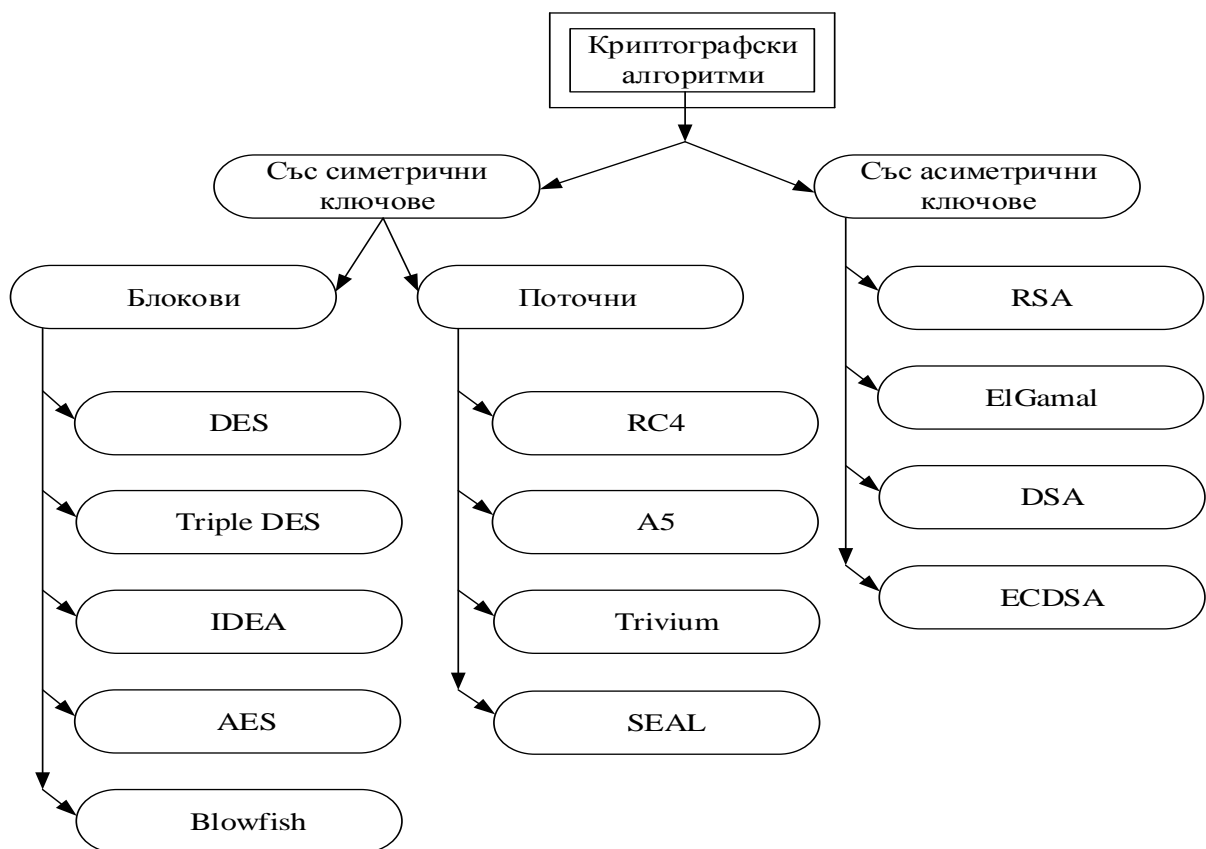 Криптографски
алгоритми
Със симетрични
ключове
Със асиметрични
ключове
Блокови
Поточни
RSA
ElGamal
DSA
ECDSA
DES
Triple DES
IDEA
AES
Blowfish
RC4
A5
Trivium
SEAL